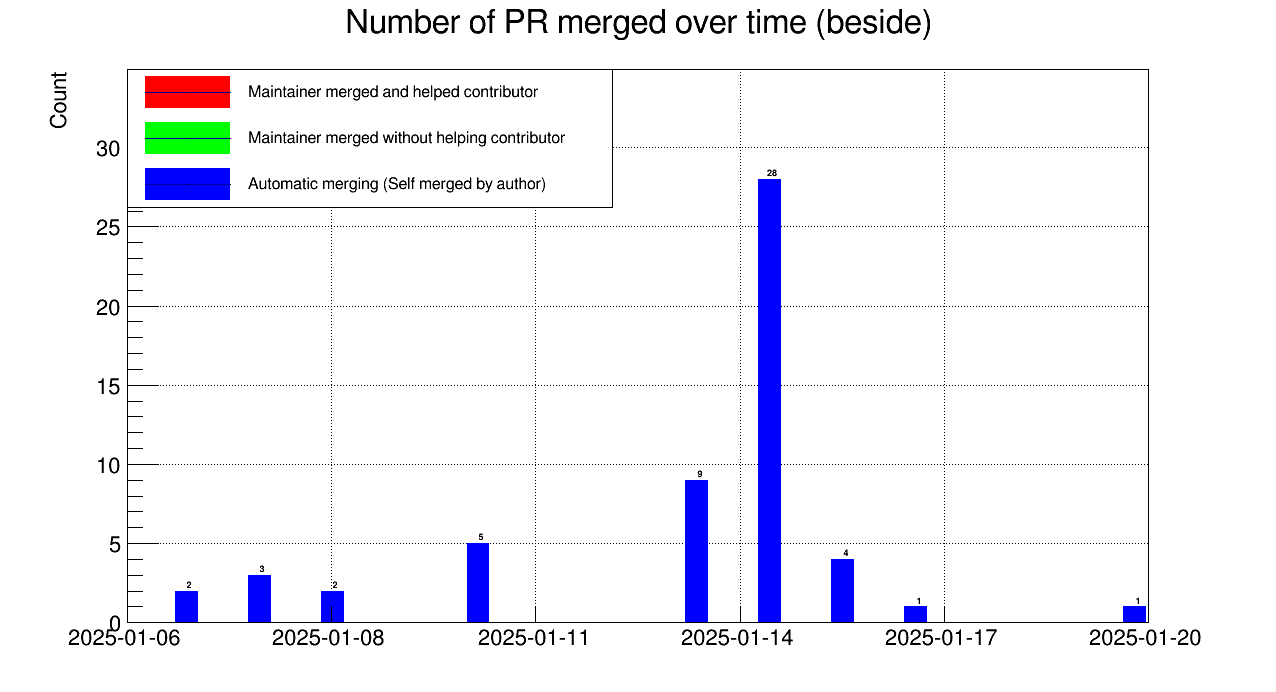 Number of PR merged over time (beside)
Count
Maintainer merged and helped contributor
Maintainer merged without helping contributor
Automatic merging (Self merged by author)
30
25
20
15
10
5
0
28
9
5
4
3
2
2
1
1
2025-01-06 2025-01-08 2025-01-11 2025-01-14 2025-01-17 2025-01-20